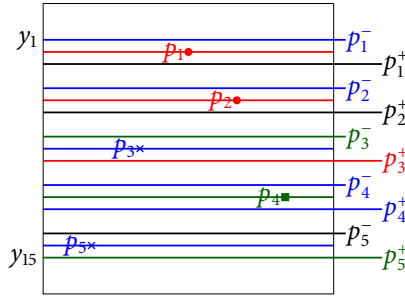 y₁ p₁⁻
p₁
p₁⁺
p₂⁻
p₂
p₂⁺
p₃⁻
p₃
p₃⁺
p₄⁻
p₄
p₄⁺
p₅⁻
y₁₅ p₅
p₅⁺